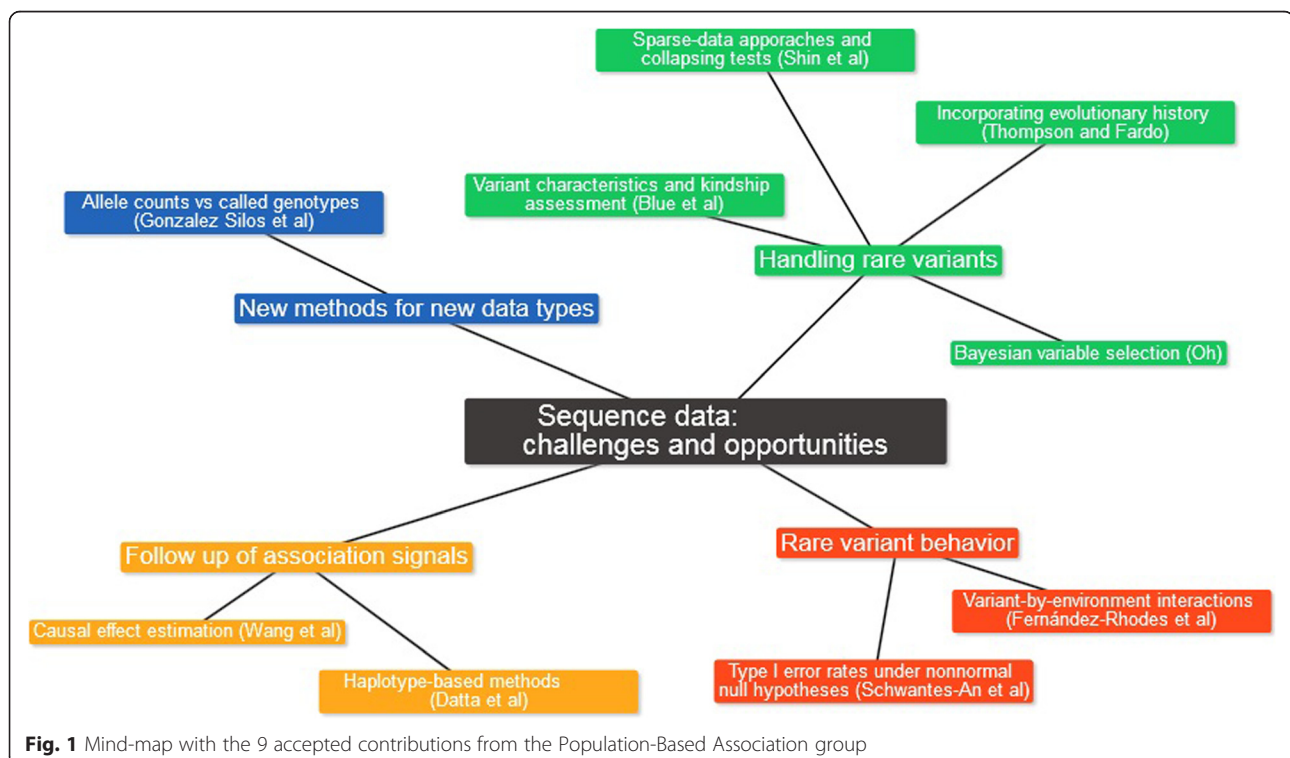 Sparse-data apporaches and
collapsing tests (Shin et al)
Incorporating evolutionary history
(Thompson and Fardo)
Variant characteristics and kindship
assessment (Blue et al)
Allele counts vs called genotypes
(Gonzalez Silos et al)
Handling rare variants
New methods for new data types
Bayesian variable selection (Oh)
Sequence data:
challenges and opportunities
Follow up of association signals
Rare variant behavior
Causal effect estimation (Wang et al)
Variant-by-environment interactions
(Fernández-Rhodes et al)
Haplotype-based methods
(Datta et al)
Type I error rates under nonnormal
null hypotheses (Schwantes-An et al)
Fig. 1 Mind-map with the 9 accepted contributions from the Population-Based Association group